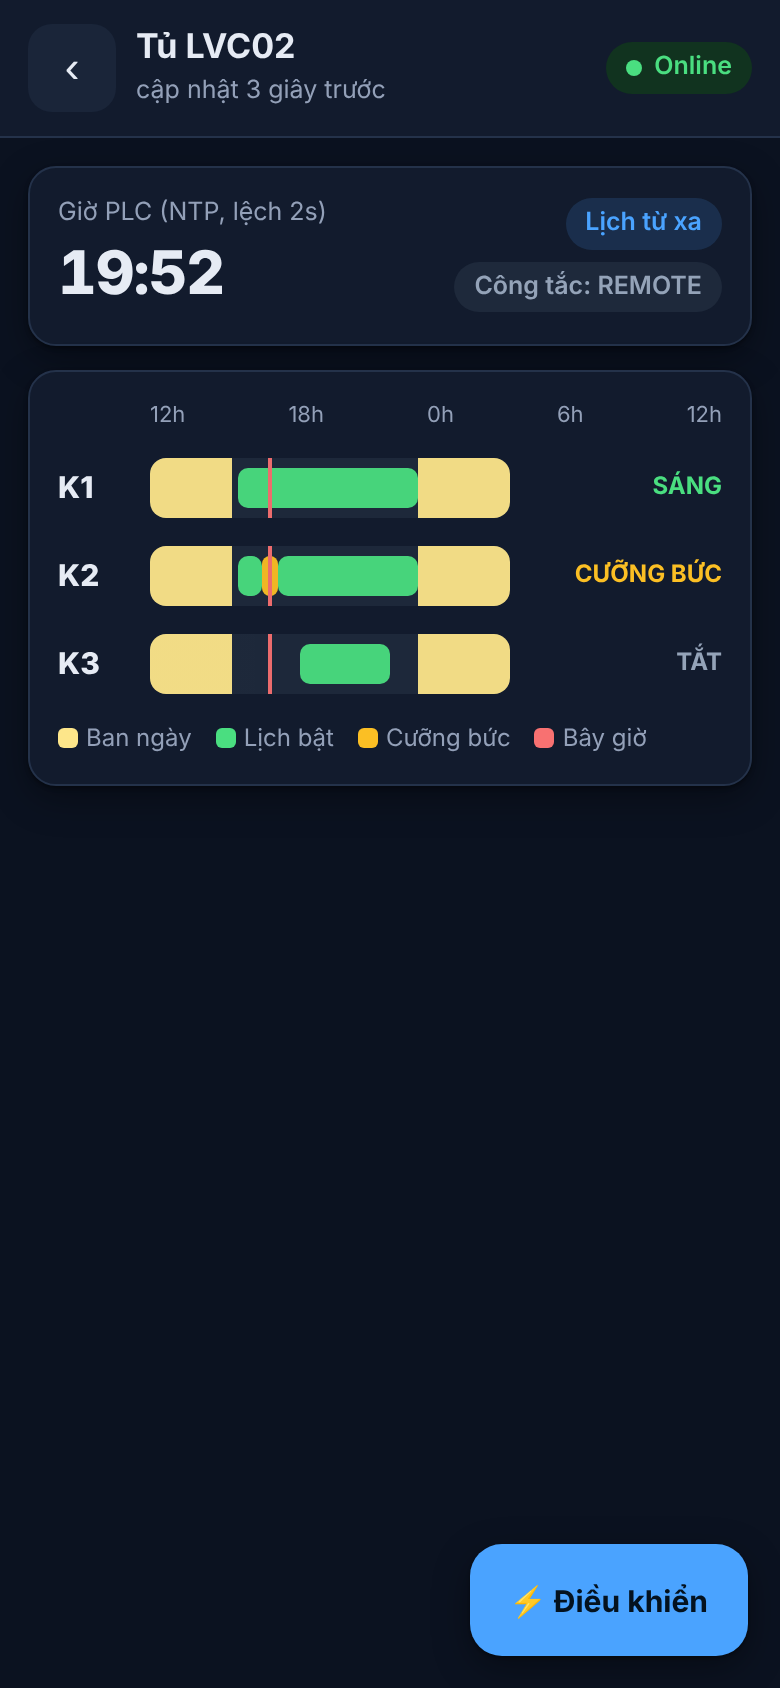 ‹
Tủ LVC02
cập nhật 3 giây trước
Online
Giờ PLC (NTP, lệch 2s)
19:52
Lịch từ xa
Công tắc: REMOTE
12h 18h 0h 6h 12h
K1 SÁNG
K2 CƯỠNG BỨC
K3 TẮT
Ban ngày Lịch bật Cưỡng bức Bây giờ
⚡ Điều khiển